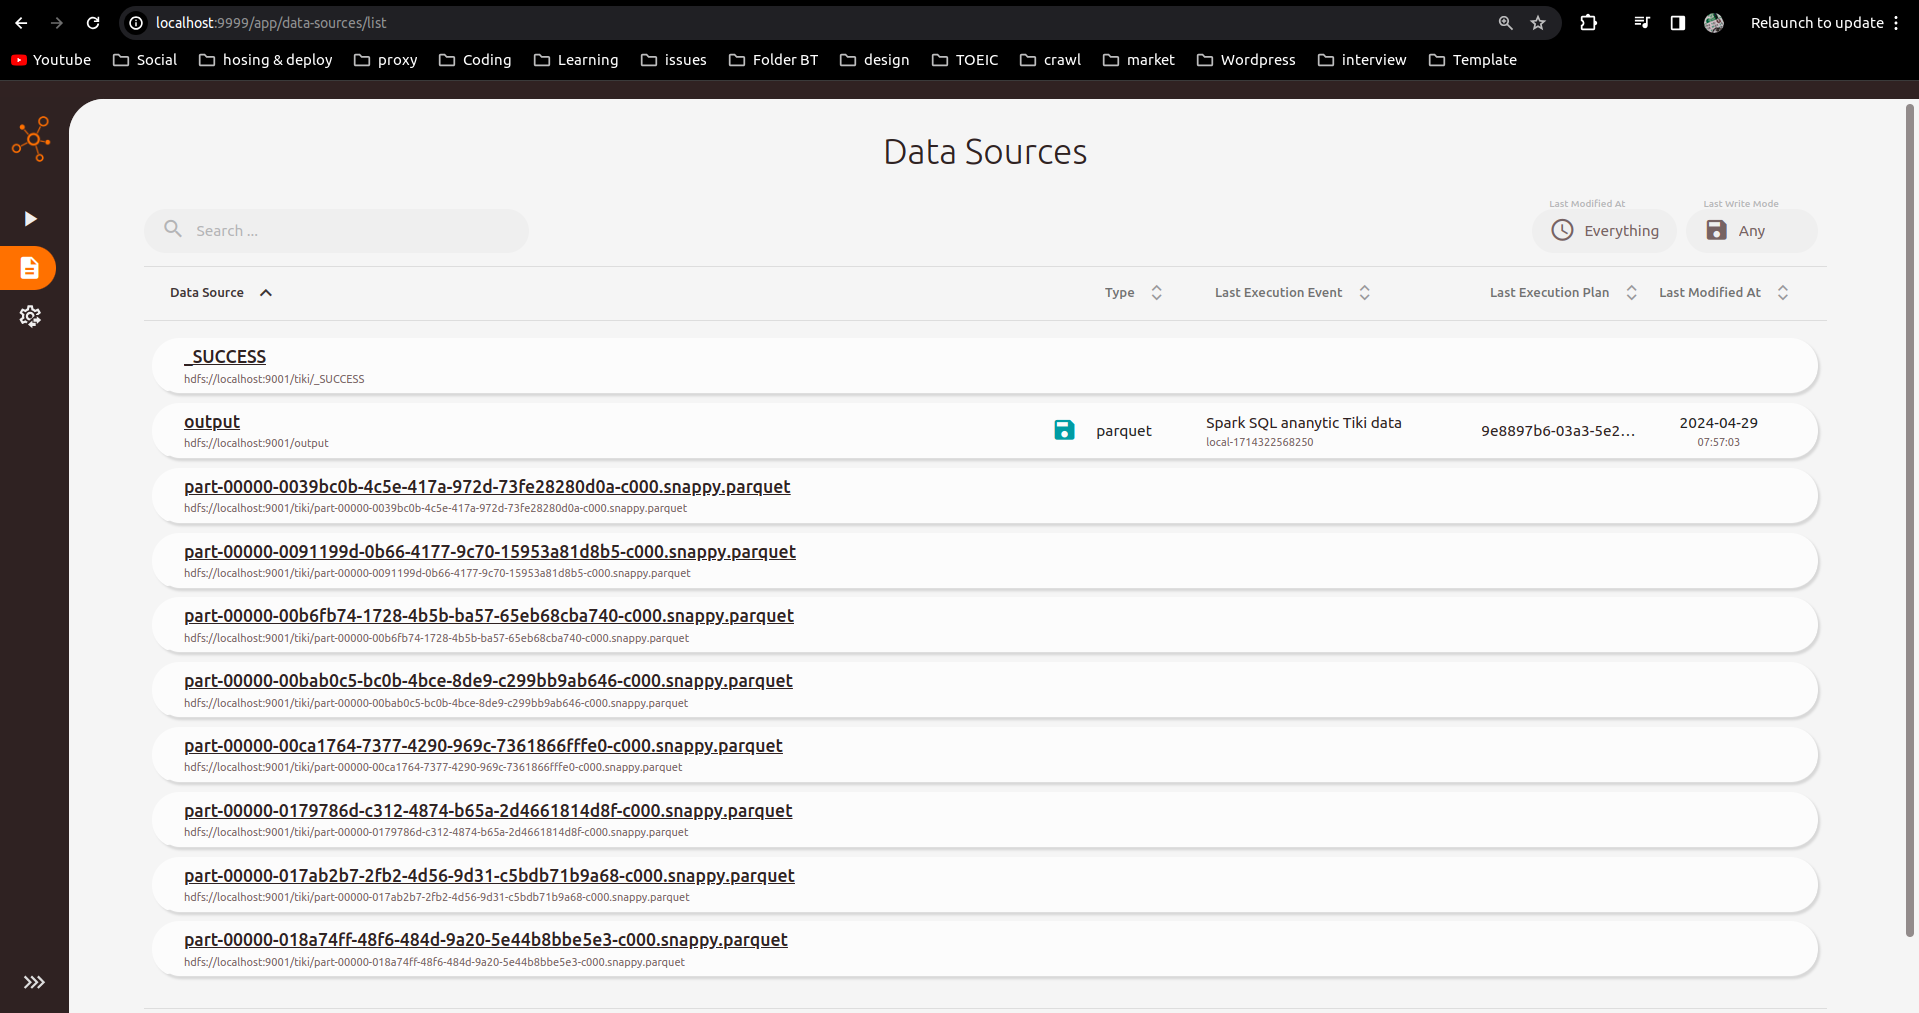 localhost:9999/app/data-sources/list
Relaunch to update
Youtube Social hosing & deploy proxy Coding Learning issues Folder BT design TOEIC crawl market Wordpress interview Template
Data Sources
Last Modified At Last Write Mode
Search ... Everything Any
Data Source Type Last Execution Event Last Execution Plan Last Modified At
_SUCCESS
hdfs://localhost:9001/tiki/_SUCCESS
output
hdfs://localhost:9001/output
parquet
Spark SQL ananytic Tiki data
local-1714322568250
9e8897b6-03a3-5e2...
2024-04-29
07:57:03
part-00000-0039bc0b-4c5e-417a-972d-73fe28280d0a-c000.snappy.parquet
hdfs://localhost:9001/tiki/part-00000-0039bc0b-4c5e-417a-972d-73fe28280d0a-c000.snappy.parquet
part-00000-0091199d-0b66-4177-9c70-15953a81d8b5-c000.snappy.parquet
hdfs://localhost:9001/tiki/part-00000-0091199d-0b66-4177-9c70-15953a81d8b5-c000.snappy.parquet
part-00000-00b6fb74-1728-4b5b-ba57-65eb68cba740-c000.snappy.parquet
hdfs://localhost:9001/tiki/part-00000-00b6fb74-1728-4b5b-ba57-65eb68cba740-c000.snappy.parquet
part-00000-00bab0c5-bc0b-4bce-8de9-c299bb9ab646-c000.snappy.parquet
hdfs://localhost:9001/tiki/part-00000-00bab0c5-bc0b-4bce-8de9-c299bb9ab646-c000.snappy.parquet
part-00000-00ca1764-7377-4290-969c-7361866fffe0-c000.snappy.parquet
hdfs://localhost:9001/tiki/part-00000-00ca1764-7377-4290-969c-7361866fffe0-c000.snappy.parquet
part-00000-0179786d-c312-4874-b65a-2d4661814d8f-c000.snappy.parquet
hdfs://localhost:9001/tiki/part-00000-0179786d-c312-4874-b65a-2d4661814d8f-c000.snappy.parquet
part-00000-017ab2b7-2fb2-4d56-9d31-c5bdb71b9a68-c000.snappy.parquet
hdfs://localhost:9001/tiki/part-00000-017ab2b7-2fb2-4d56-9d31-c5bdb71b9a68-c000.snappy.parquet
part-00000-018a74ff-48f6-484d-9a20-5e44b8bbe5e3-c000.snappy.parquet
hdfs://localhost:9001/tiki/part-00000-018a74ff-48f6-484d-9a20-5e44b8bbe5e3-c000.snappy.parquet